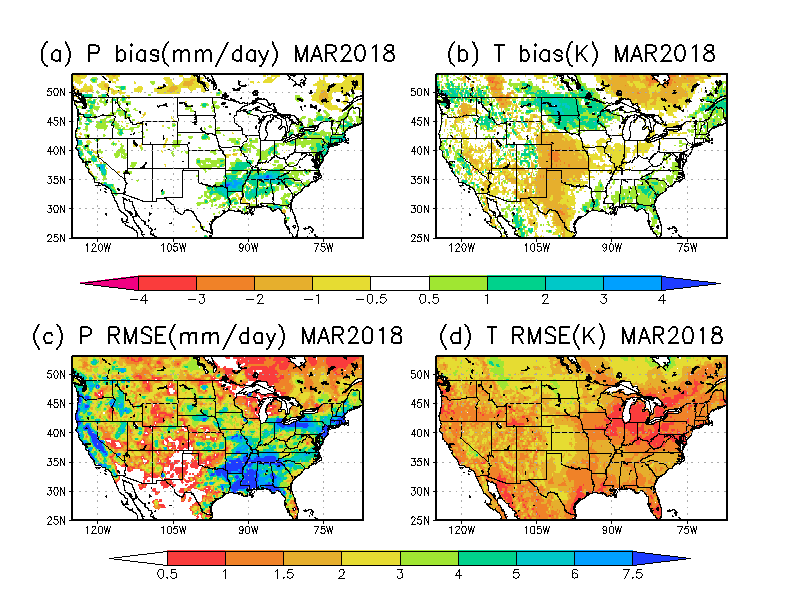 (a) P bias(mm/day) MAR2018 (b) T bias(K) MAR2018
50N 50N
45N 45N
40N 40N
35N 35N
30N 30N
25N 25N
120W 105W 90W 75W 120W 105W 90W 75W
−4 −3 −2 −1 −0.5 0.5 1 2 3 4
(c) P RMSE(mm/day) MAR2018 (d) T RMSE(K) MAR2018
50N 50N
45N 45N
40N 40N
35N 35N
30N 30N
25N 25N
120W 105W 90W 75W 120W 105W 90W 75W
0.5 1 1.5 2 3 4 5 6 7.5